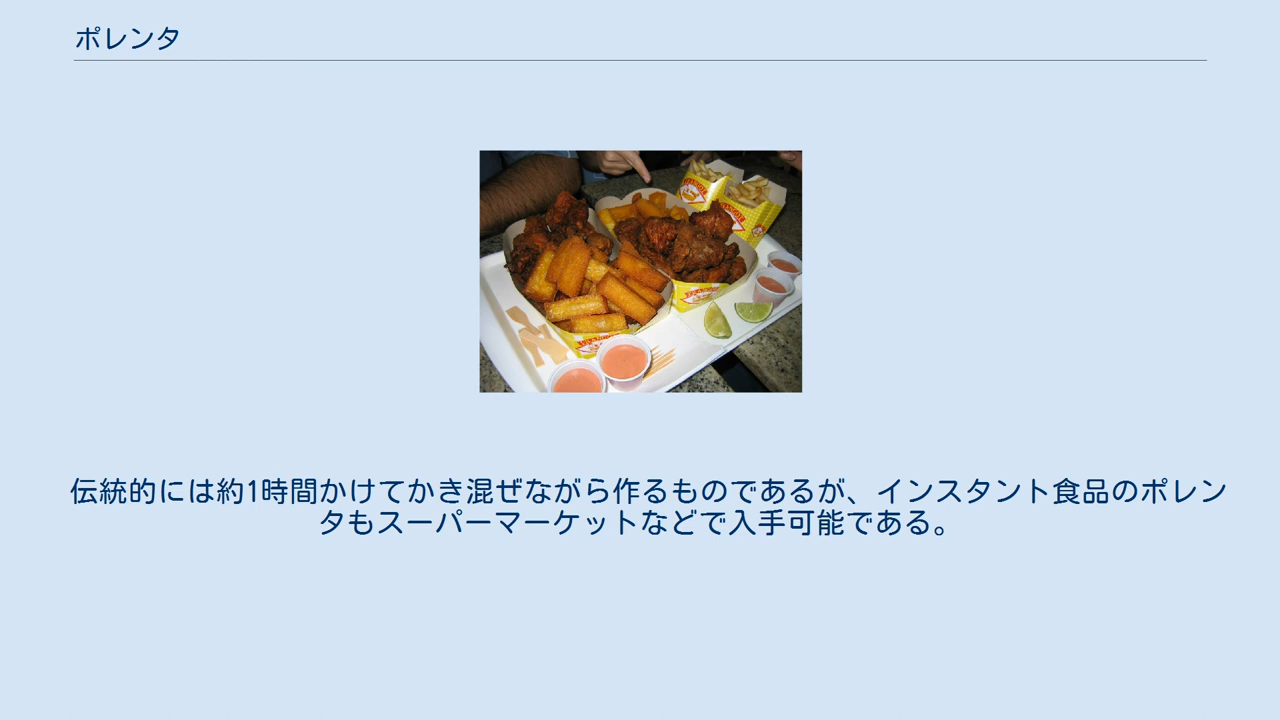 ポレンタ
伝統的には約1時間かけてかき混ぜながら作るものであるが、インスタント食品のポレン
タもスーパーマーケットなどで入手可能である。